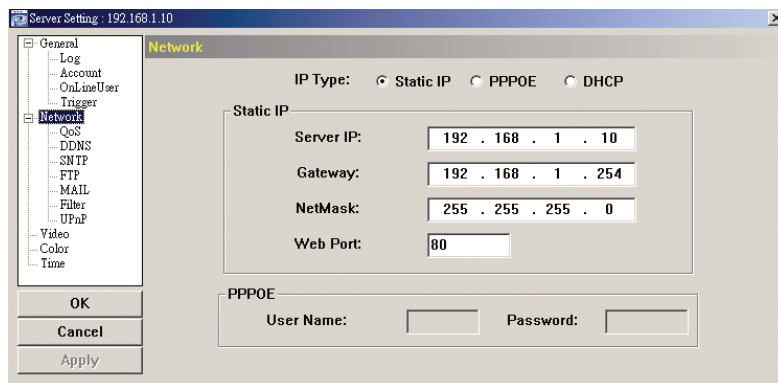 Server Setting : 192.168.1.10
General
Log
Account
OnLineUser
Trigger
Network
QoS
DDNS
SNTP
FTP
MAIL
Filter
UPnP
Video
Color
Time
OK
Cancel
Apply
Network
IP Type: Static IP PPPOE DHCP
Static IP
Server IP: 192 . 168 . 1 . 10
Gateway: 192 . 168 . 1 . 254
NetMask: 255 . 255 . 255 . 0
Web Port: 80
PPPOE
User Name: Password: